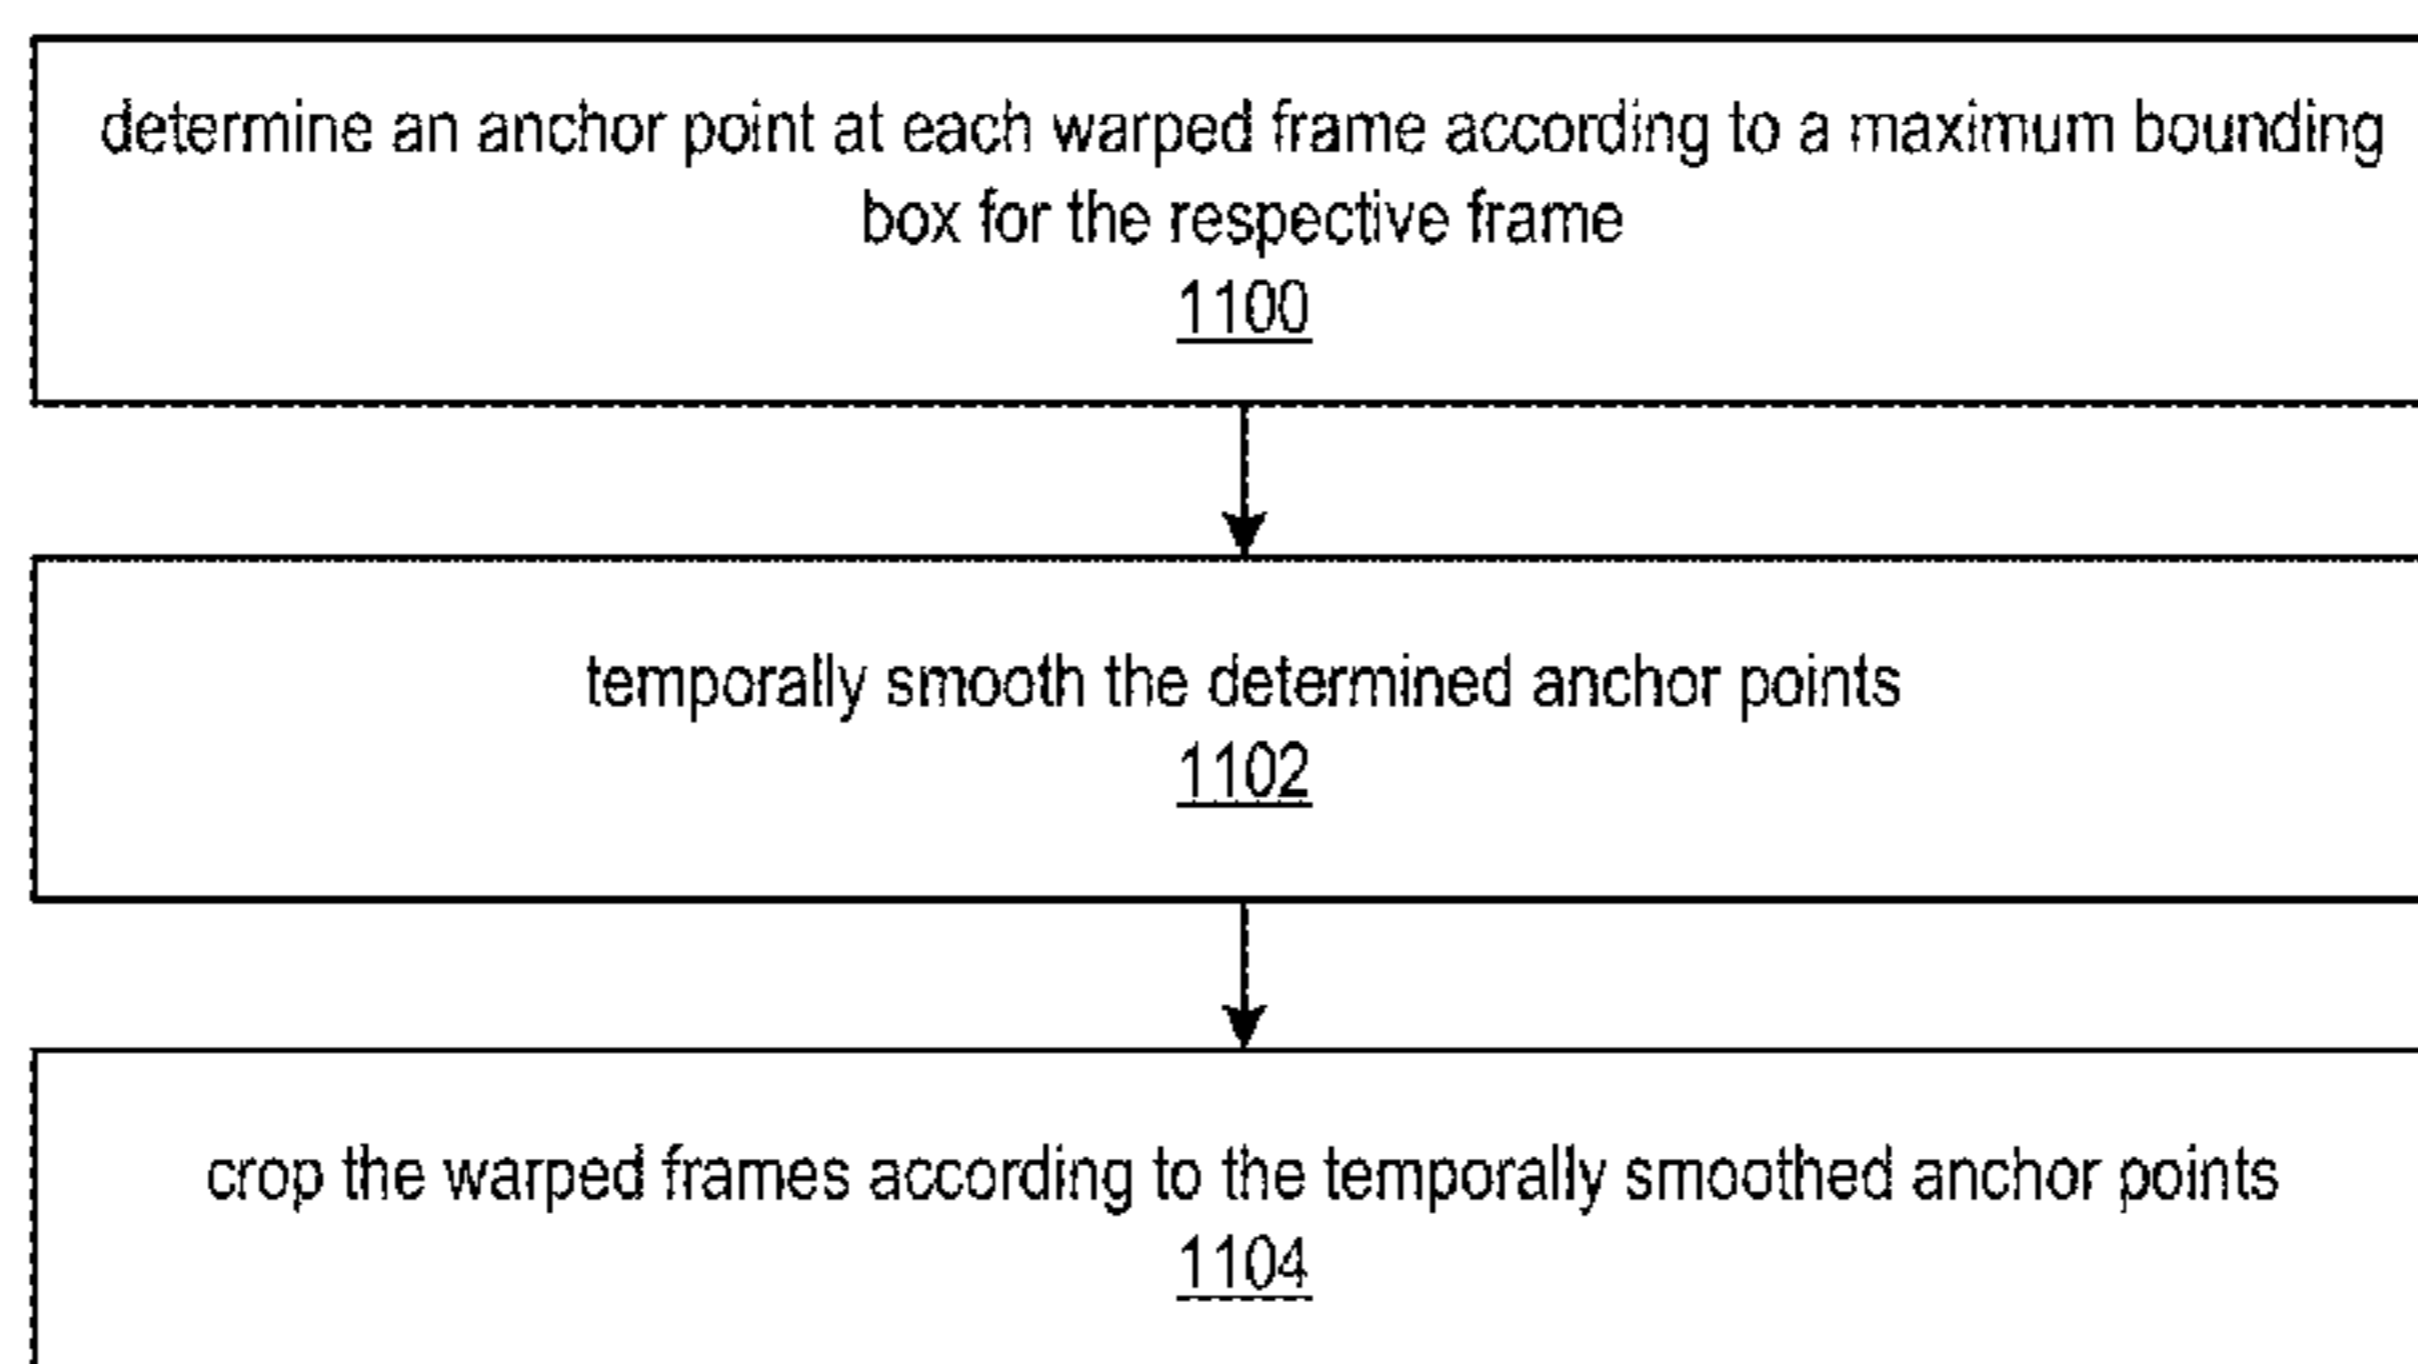 determine an anchor point at each warped frame according to a maximum bounding
box for the respective frame
1100
temporally smooth the determined anchor points
1102
crop the warped frames according to the temporally smoothed anchor points
1104